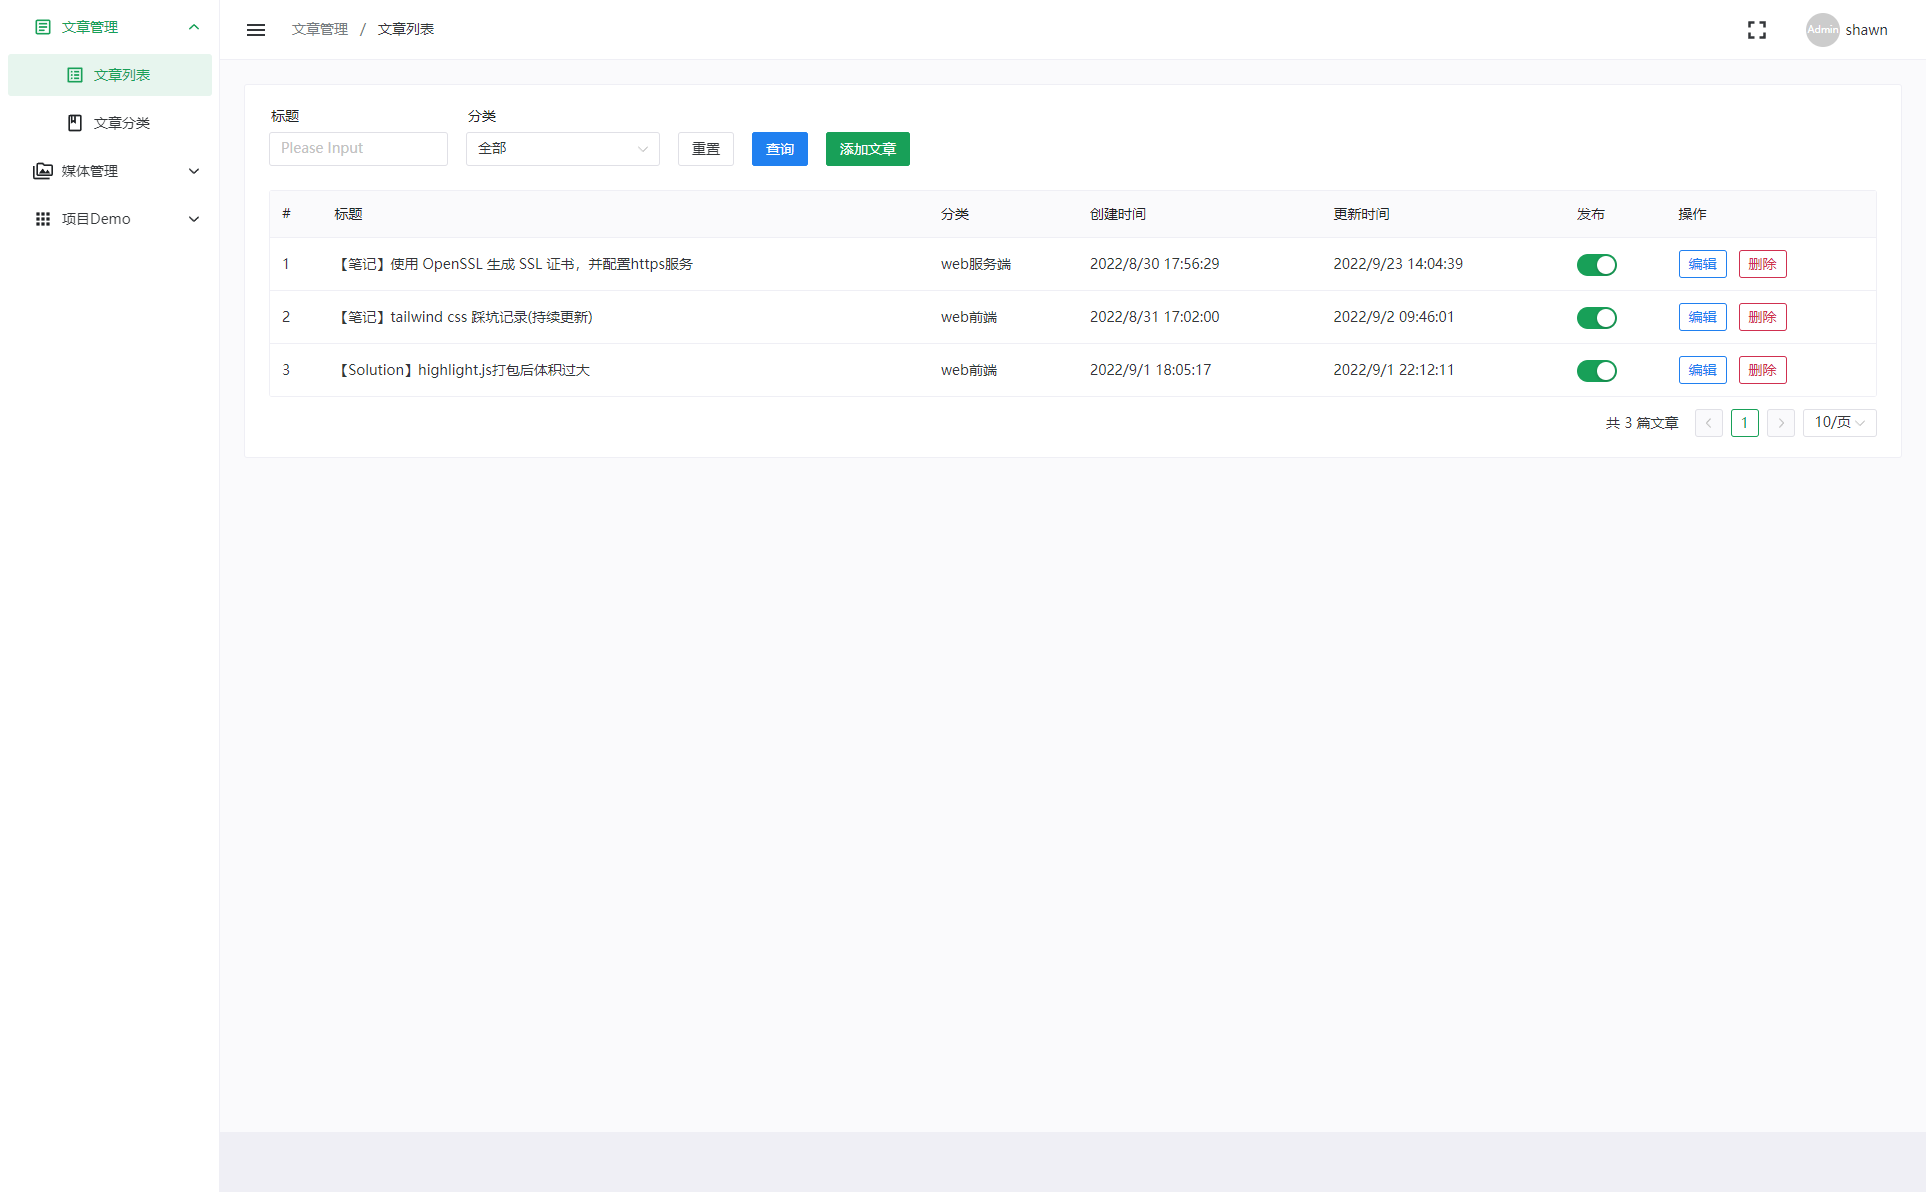 文章管理
文章列表
文章分类
媒体管理
项目Demo
文章管理 / 文章列表
Admin shawn
标题 分类
Please Input 全部 重置 查询 添加文章
# 标题 分类 创建时间 更新时间 发布 操作
1 【笔记】使用 OpenSSL 生成 SSL 证书，并配置https服务 web服务端 2022/8/30 17:56:29 2022/9/23 14:04:39 编辑 删除
2 【笔记】tailwind css 踩坑记录(持续更新) web前端 2022/8/31 17:02:00 2022/9/2 09:46:01 编辑 删除
3 【Solution】highlight.js打包后体积过大 web前端 2022/9/1 18:05:17 2022/9/1 22:12:11 编辑 删除
共 3 篇文章 1 10/页